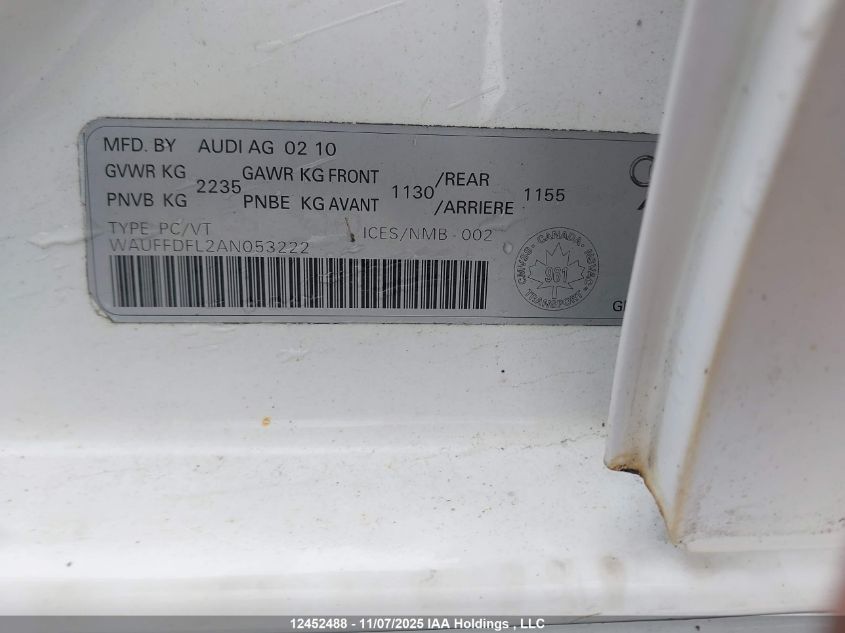 MFD. BY AUDI AG 02 10
GVWR KG 2235 GAWR KG FRONT 1130 /REAR 1155
PNVB KG PNBE KG AVANT /ARRIERE
TYPE PC/VT ICES/NMB - 002
WAUFFDFL2AN053222
CANADA
CMVSS NSVAC
961
TRANSPORT
12452488 - 11/07/2025 IAA Holdings , LLC